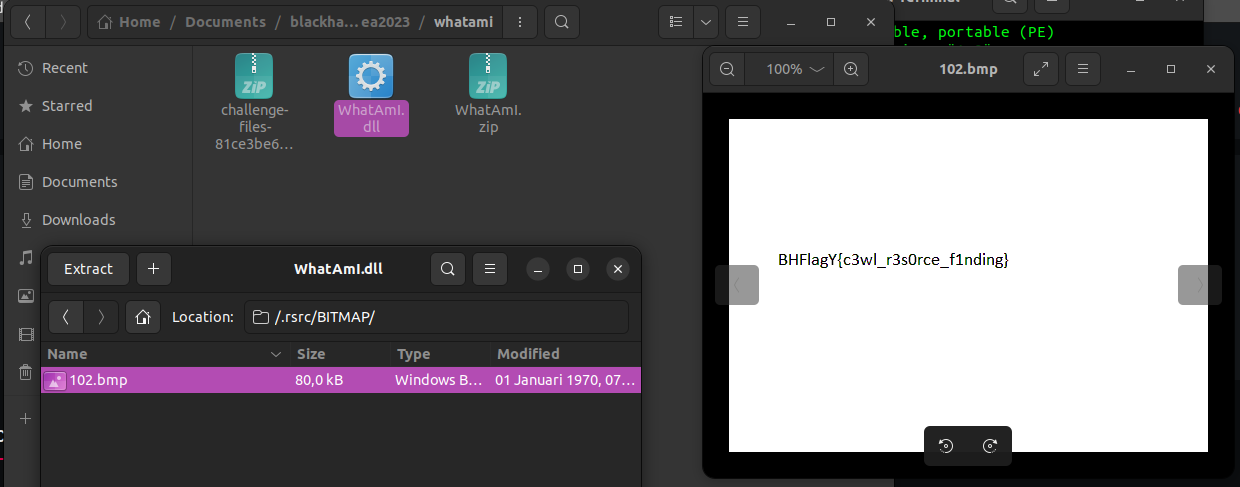 Home / Documents / blackha…ea2023 / whatami
Recent
Starred
Home
Documents
Downloads
challenge-
files-
81ce3be6…
WhatAmI.
dll
WhatAmI.
zip
ble, portable (PE)
100%
102.bmp
BHFlagY{c3wl_r3s0rce_f1nding}
Extract
WhatAmI.dll
Location:
/.rsrc/BITMAP/
Name Size Type Modified
102.bmp 80,0 kB Windows B… 01 Januari 1970, 07…